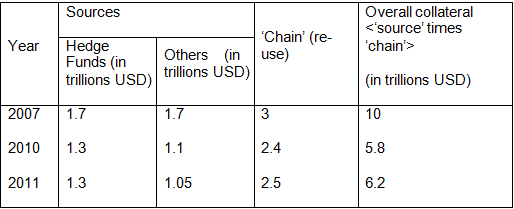 Year
Sources
Hedge
Funds (in
trillions USD)
Others (in
trillions USD)
‘Chain’ (re-
use)
Overall collateral
<‘source’ times
‘chain’>
(in trillions USD)
2007 1.7 1.7 3 10
2010 1.3 1.1 2.4 5.8
2011 1.3 1.05 2.5 6.2